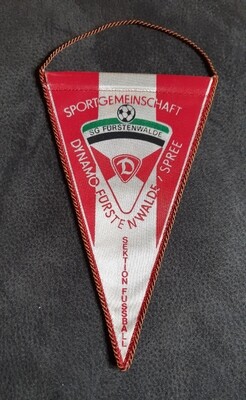 SPORTGEMEINSCHAFT
SG FÜRSTENWALDE
D
DYNAMO-FÜRSTENWALDE / SPREE
SEKTION FUSSBALL